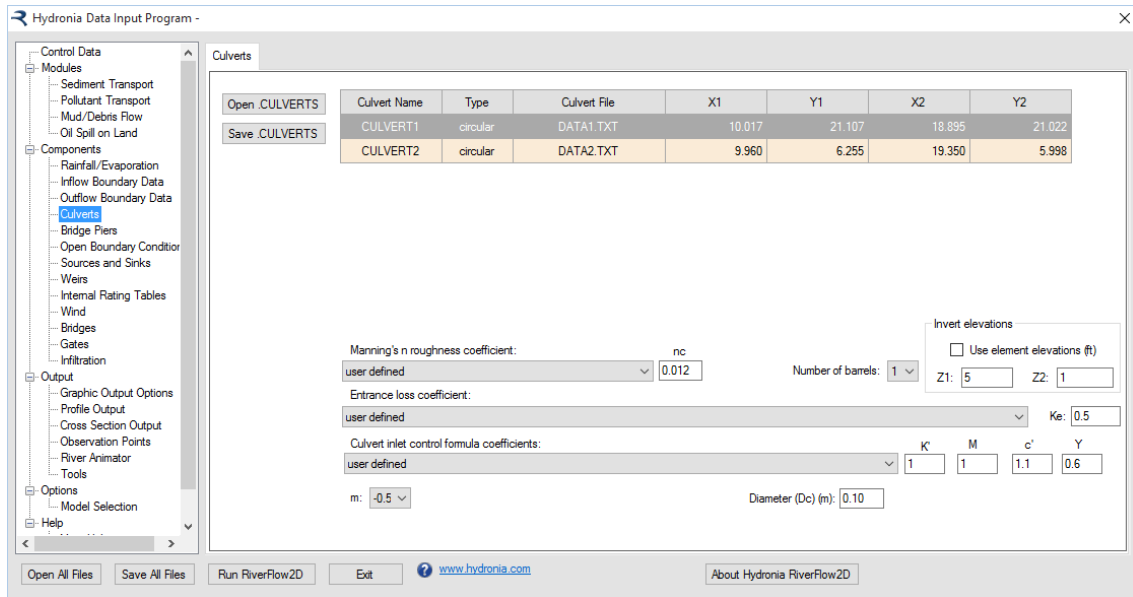 Hydronia Data Input Program -
Control Data
Modules
Sediment Transport
Pollutant Transport
Mud/Debris Flow
Oil Spill on Land
Components
Rainfall/Evaporation
Inflow Boundary Data
Outflow Boundary Data
Culverts
Bridge Piers
Open Boundary Condition
Sources and Sinks
Weirs
Internal Rating Tables
Wind
Bridges
Gates
Infiltration
Output
Graphic Output Options
Profile Output
Cross Section Output
Observation Points
River Animator
Tools
Options
Model Selection
Help
Culverts
Open .CULVERTS
Save .CULVERTS
Culvert Name Type Culvert File X1 Y1 X2 Y2
CULVERT1 circular DATA1.TXT 10.017 21.107 18.895 21.022
CULVERT2 circular DATA2.TXT 9.960 6.255 19.350 5.998
Manning's n roughness coefficient: nc
user defined 0.012
Number of barrels: 1
Invert elevations
Use element elevations (ft)
Z1: 5 Z2: 1
Entrance loss coefficient:
user defined Ke: 0.5
Culvert inlet control formula coefficients: K' M c' Y
user defined 1 1 1.1 0.6
m: -0.5 Diameter (Dc) (m): 0.10
Open All Files Save All Files Run RiverFlow2D Exit ? www.hydronia.com About Hydronia RiverFlow2D